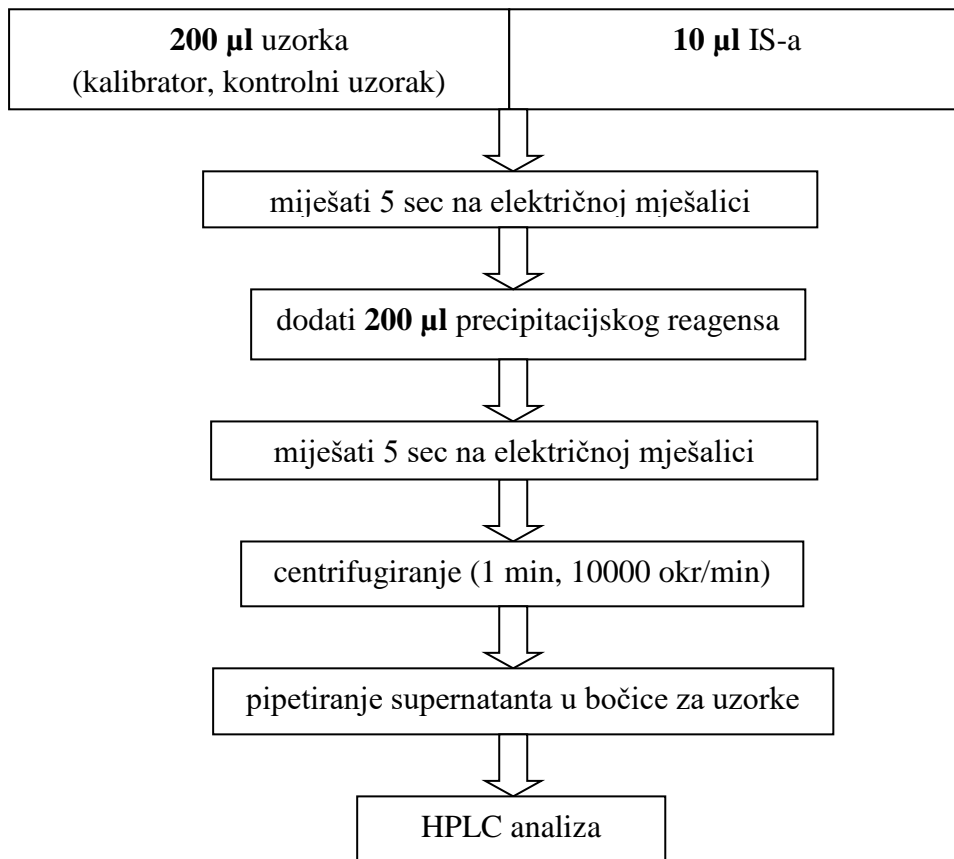 200 µl uzorka
(kalibrator, kontrolni uzorak)
10 µl IS-a
miješati 5 sec na električnoj mješalici
dodati 200 µl precipitacijskog reagensa
miješati 5 sec na električnoj mješalici
centrifugiranje (1 min, 10000 okr/min)
pipetiranje supernatanta u bočice za uzorke
HPLC analiza